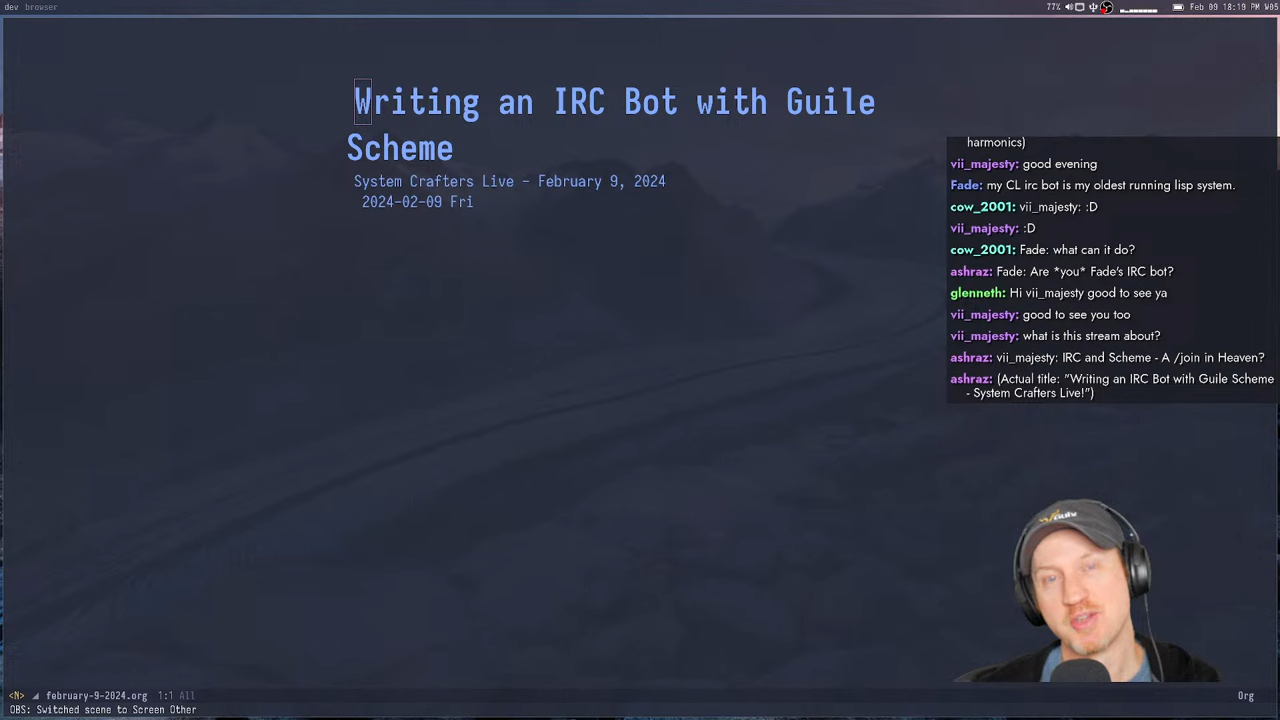 dev browser
77% Feb 09 18:19 W05
Writing an IRC Bot with Guile
Scheme
System Crafters Live - February 9, 2024
2024-02-09 Fri
harmonics)
vii_majesty: good evening
Fade: my CL irc bot is my oldest running lisp system.
cow_2001: vii_majesty: :D
vii_majesty: :D
cow_2001: Fade: what can it do?
ashraz: Fade: Are *you* Fade's IRC bot?
glenneth: Hi vii_majesty good to see ya
vii_majesty: good to see you too
vii_majesty: what is this stream about?
ashraz: vii_majesty: IRC and Scheme - A /join in Heaven?
ashraz: (Actual title: "Writing an IRC Bot with Guile Scheme
- System Crafters Live!")
<N> february-9-2024.org 1:1 All
Org
OBS: Switched scene to Screen Other